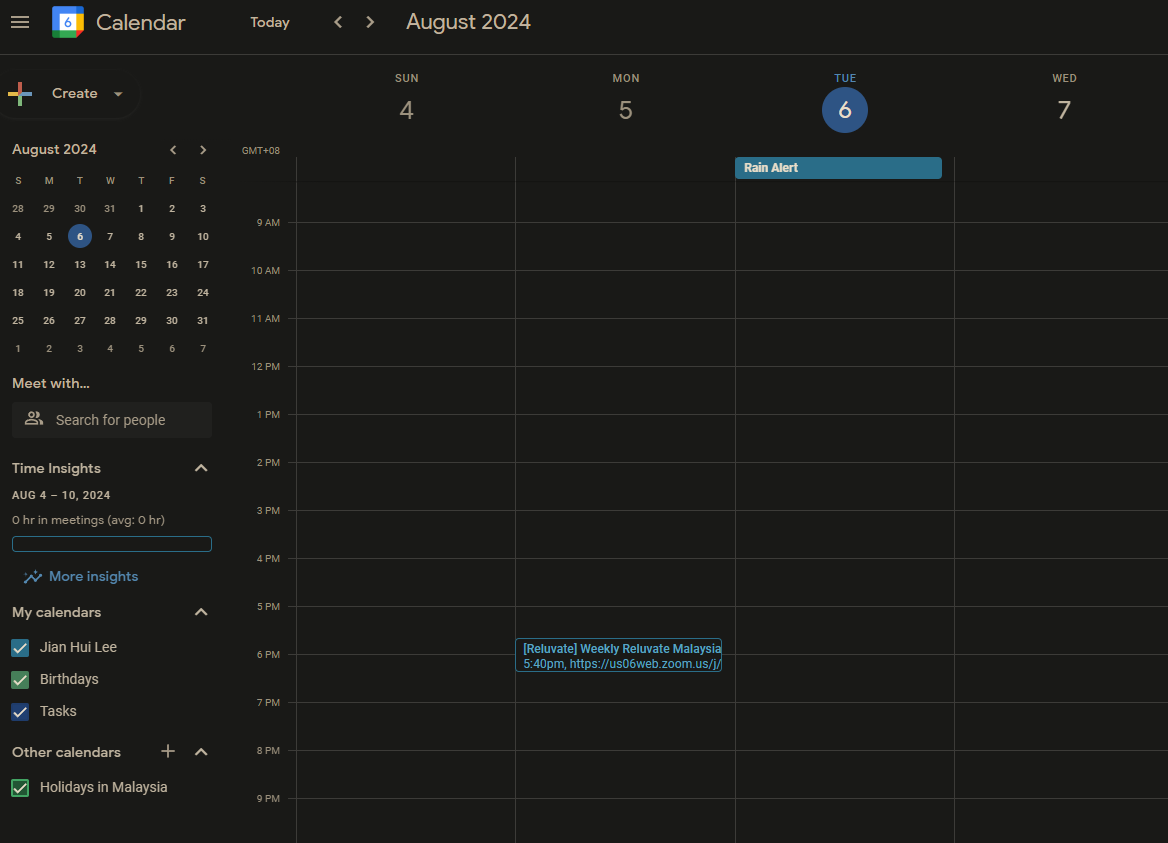 Calendar
Today
August 2024
Create
August 2024
S M T W T F S
28 29 30 31 1 2 3
4 5 6 7 8 9 10
11 12 13 14 15 16 17
18 19 20 21 22 23 24
25 26 27 28 29 30 31
1 2 3 4 5 6 7
Meet with...
Search for people
Time Insights
AUG 4 – 10, 2024
0 hr in meetings (avg: 0 hr)
More insights
My calendars
Jian Hui Lee
Birthdays
Tasks
Other calendars
Holidays in Malaysia
SUN MON TUE WED
4 5 6 7
GMT+08
Rain Alert
9 AM
10 AM
11 AM
12 PM
1 PM
2 PM
3 PM
4 PM
5 PM
[Reluvate] Weekly Reluvate Malaysia
5:40pm, https://us06web.zoom.us/j/
6 PM
7 PM
8 PM
9 PM